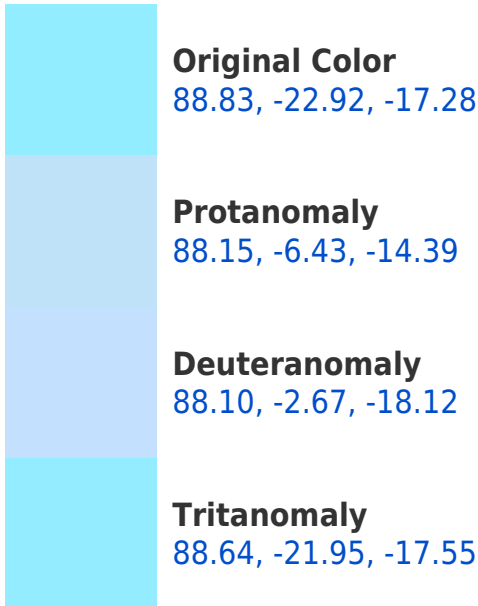 Original Color
88.83, -22.92, -17.28
Protanomaly
88.15, -6.43, -14.39
Deuteranomaly
88.10, -2.67, -18.12
Tritanomaly
88.64, -21.95, -17.55